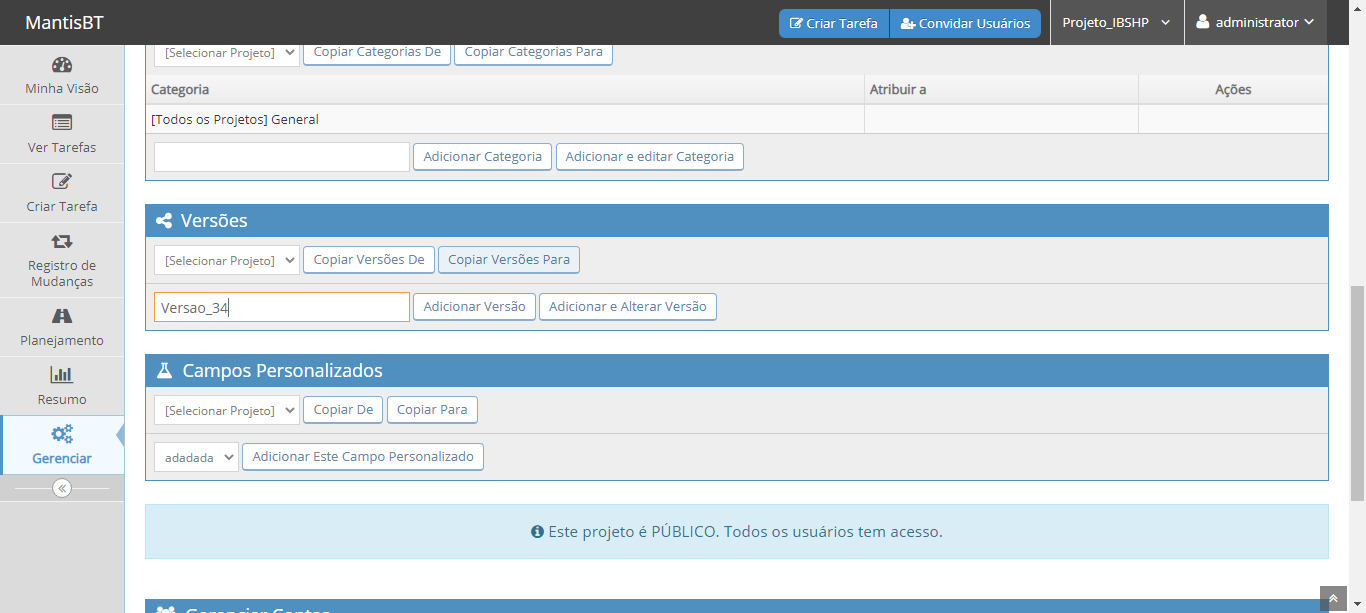 MantisBT
Criar Tarefa Convidar Usuários Projeto_IBSHP administrator
Minha Visão
Ver Tarefas
Criar Tarefa
Registro de
Mudanças
Planejamento
Resumo
Gerenciar
[Selecionar Projeto] Copiar Categorias De Copiar Categorias Para
Categoria Atribuir a Ações
[Todos os Projetos] General
Adicionar Categoria Adicionar e editar Categoria
Versões
[Selecionar Projeto] Copiar Versões De Copiar Versões Para
Versao_34 Adicionar Versão Adicionar e Alterar Versão
Campos Personalizados
[Selecionar Projeto] Copiar De Copiar Para
adadada Adicionar Este Campo Personalizado
Este projeto é PÚBLICO. Todos os usuários tem acesso.
Gerenciar Contas